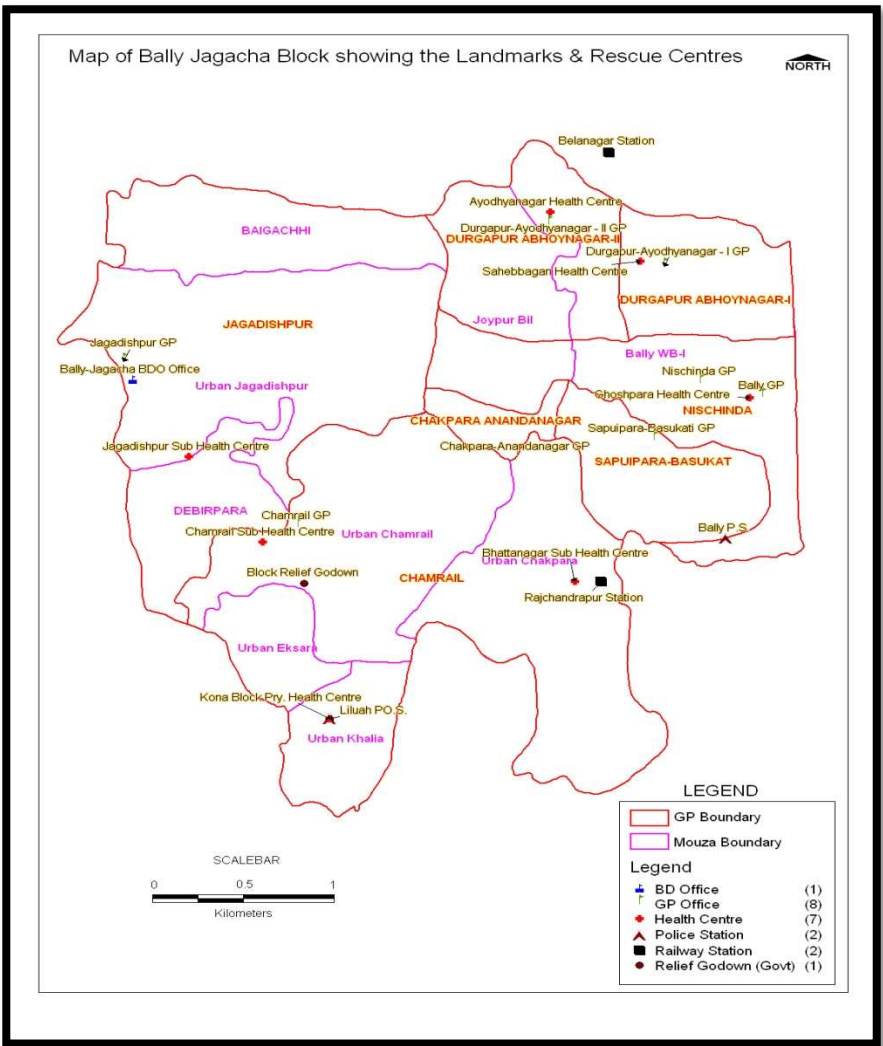 Map of Bally Jagacha Block showing the Landmarks & Rescue Centres
NORTH
Belanagar Station
Ayodhyanagar Health Centre
Durgapur-Ayodhyanagar - II GP
BAIGACHHI
DURGAPUR ABHOYNAGAR-II
Durgapur-Ayodhyanagar - I GP
Sahebbagan Health Centre
DURGAPUR ABHOYNAGAR-I
JAGADISHPUR
Joypur Bil
Jagadishpur GP
Bally WB-I
Bally-Jagacha BDO Office
Nischinda GP
Urban Jagadishpur
Bally GP
Ghoshpara Health Centre
NISCHINDA
CHAKPARA ANANDANAGAR
Sapuipara-Basukati GP
Jagadishpur Sub Health Centre
Chakpara-Anandanagar GP
SAPUIPARA-BASUKAT
DEBIRPARA
Chamrail GP
Chamrail Sub Health Centre
Urban Chamrail
Bally P.S.
Bhattanagar Sub Health Centre
Urban Chakpara
Block Relief Godown
CHAMRAIL
Rajchandrapur Station
Urban Eksara
Kona Block Pry. Health Centre
Liluah PO.S.
Urban Khalia
LEGEND
GP Boundary
Mouza Boundary
Legend
BD Office (1)
GP Office (8)
Health Centre (7)
Police Station (2)
Railway Station (2)
Relief Godown (Govt) (1)
SCALEBAR
0 0.5 1
Kilometers